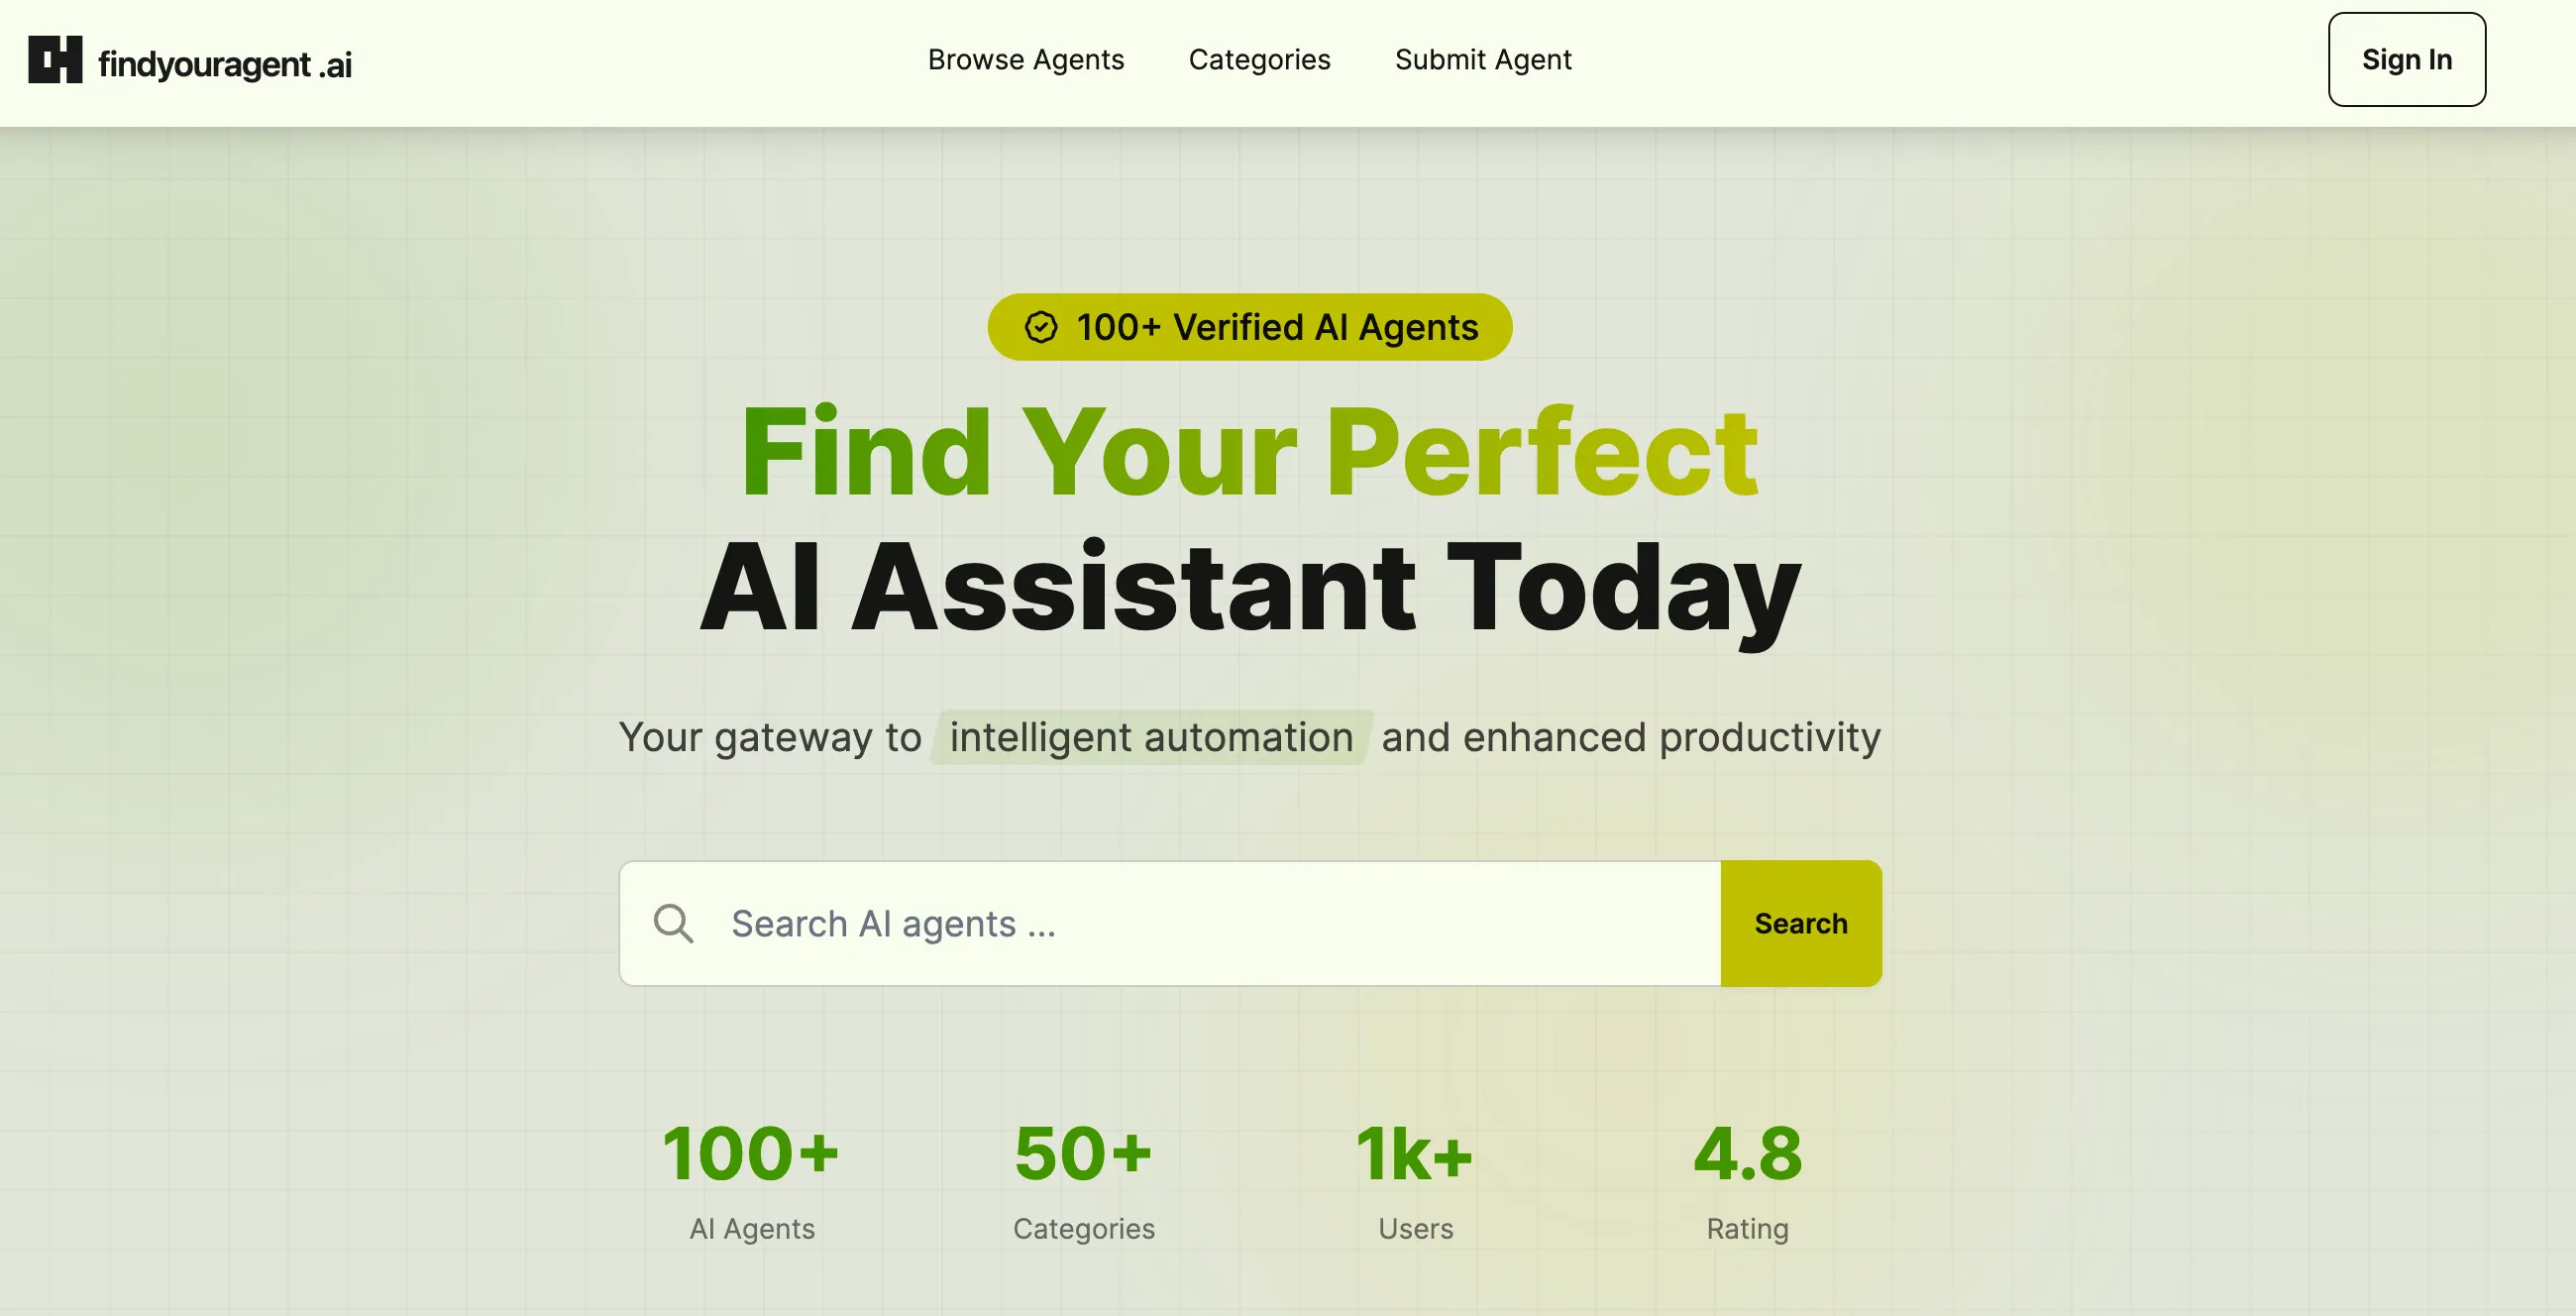 findyouragent .ai
Browse Agents
Categories
Submit Agent
Sign In
100+ Verified AI Agents
Find Your Perfect
AI Assistant Today
Your gateway to intelligent automation and enhanced productivity
Search AI agents ...
Search
100+
AI Agents
50+
Categories
1k+
Users
4.8
Rating